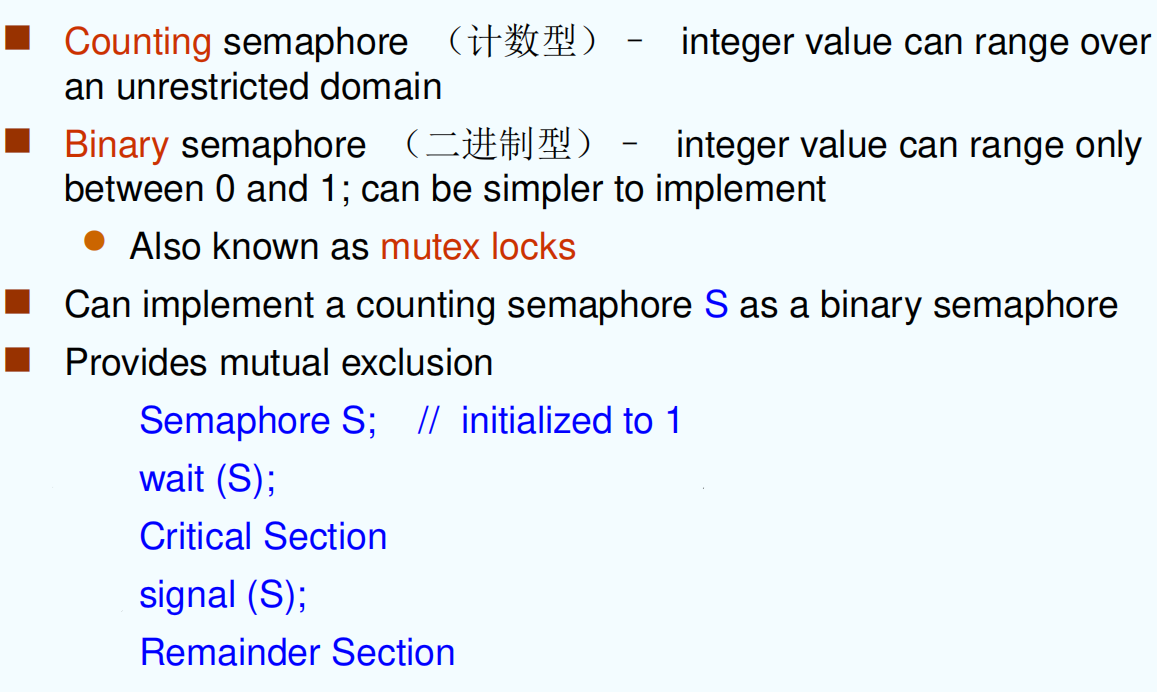 Counting semaphore （计数型） - integer value can range over
an unrestricted domain
Binary semaphore （二进制型） - integer value can range only
between 0 and 1; can be simpler to implement
Also known as mutex locks
Can implement a counting semaphore S as a binary semaphore
Provides mutual exclusion
Semaphore S; // initialized to 1
wait (S);
Critical Section
signal (S);
Remainder Section